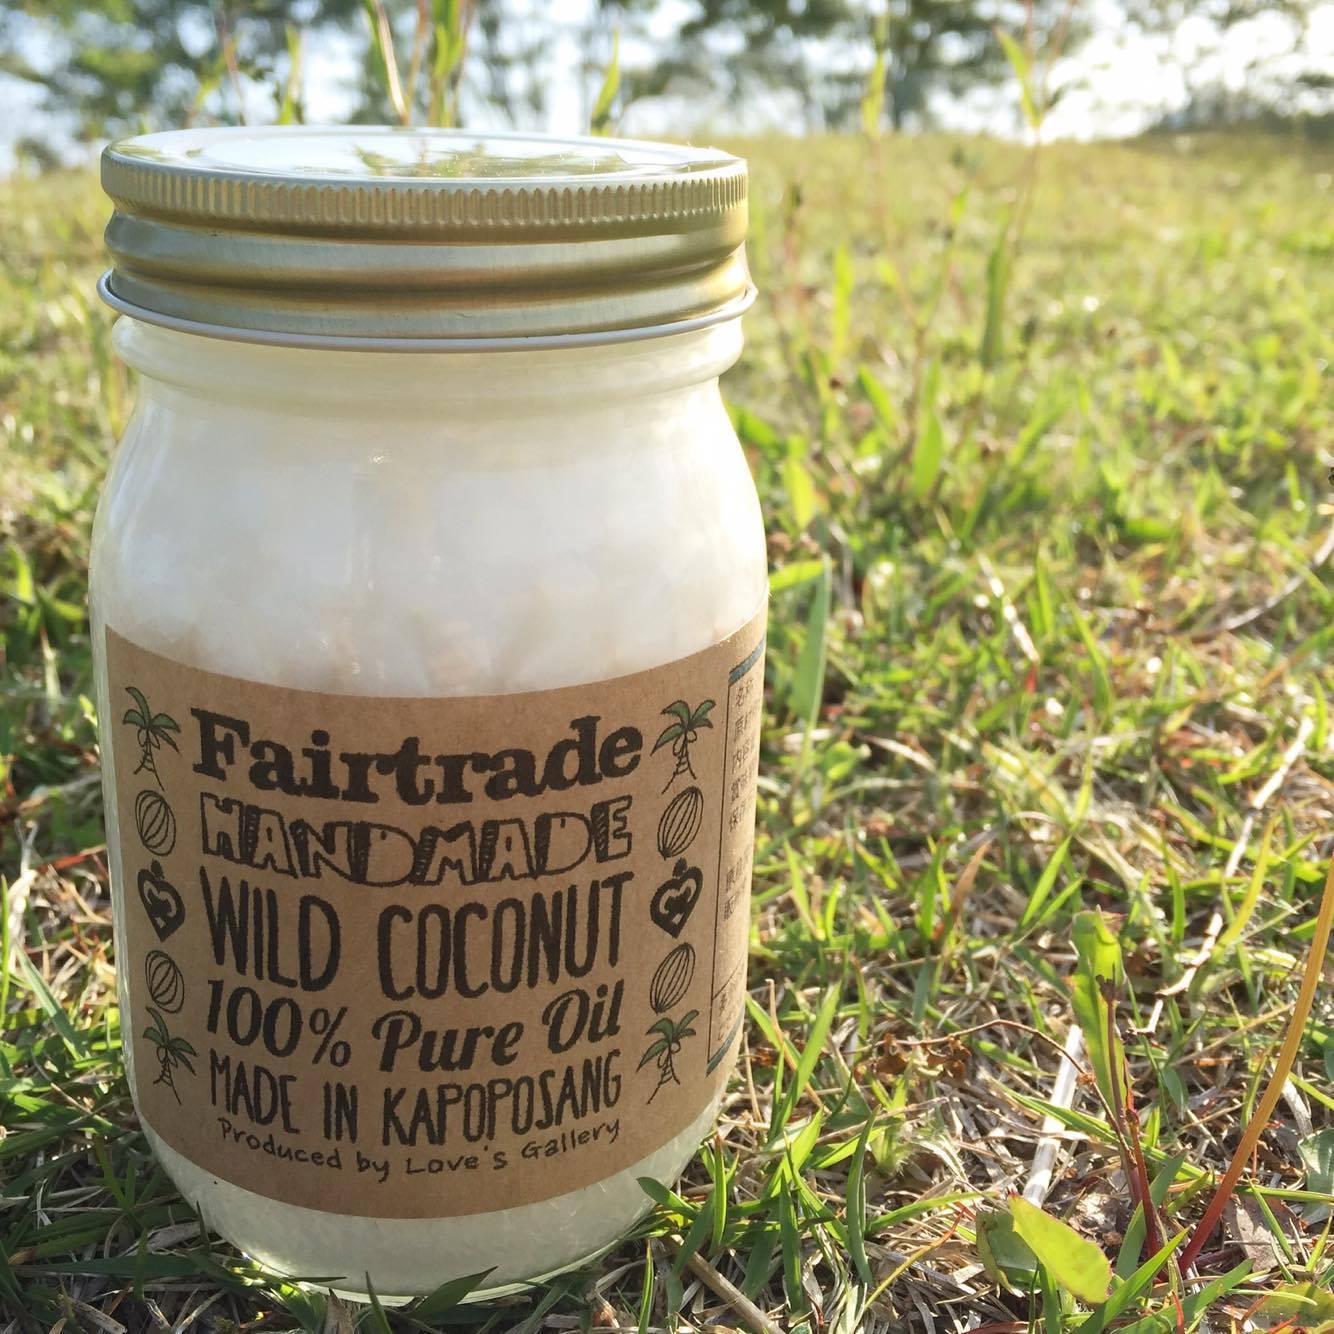 Fairtrade
HANDMADE
WILD COCONUT
100% Pure Oil
MADE IN KAPOPOSANG
Produced by Love's Gallery